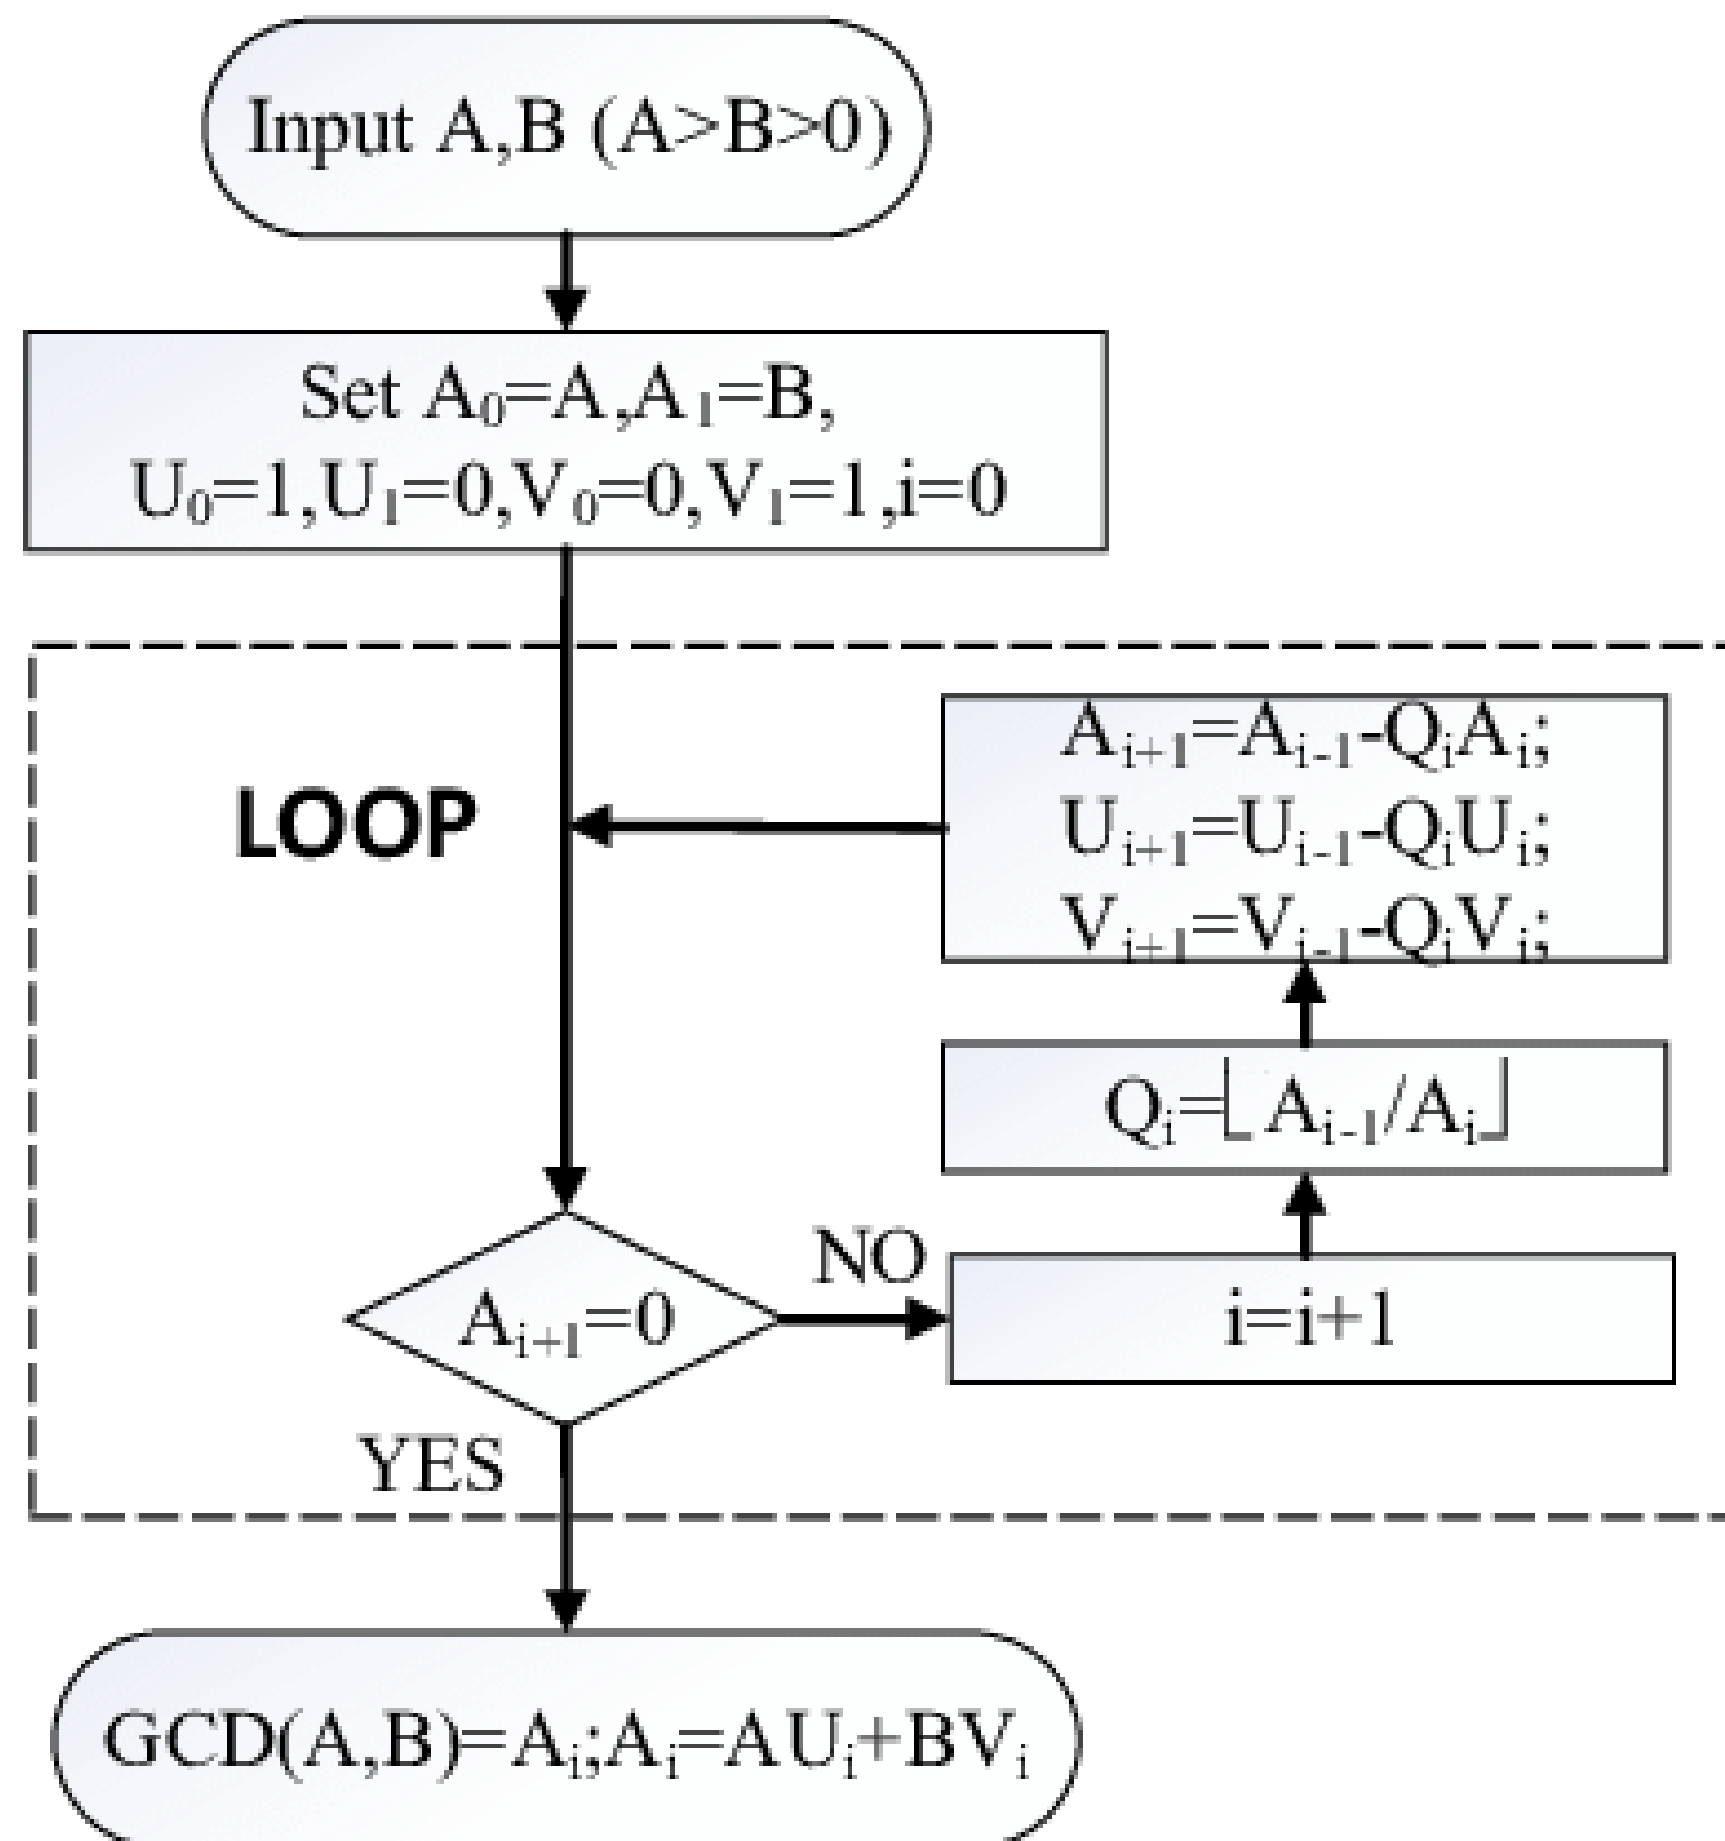 Input A,B (A>B>0)
Set A₀=A,A₁=B,
U₀=1,U₁=0,V₀=0,V₁=1,i=0
LOOP
Aᵢ₊₁=Aᵢ₋₁-QᵢAᵢ;
Uᵢ₊₁=Uᵢ₋₁-QᵢUᵢ;
Vᵢ₊₁=Vᵢ₋₁-QᵢVᵢ;
Qᵢ=⌊Aᵢ₋₁/Aᵢ⌋
NO
Aᵢ₊₁=0
i=i+1
YES
GCD(A,B)=Aᵢ;Aᵢ=AUᵢ+BVᵢ